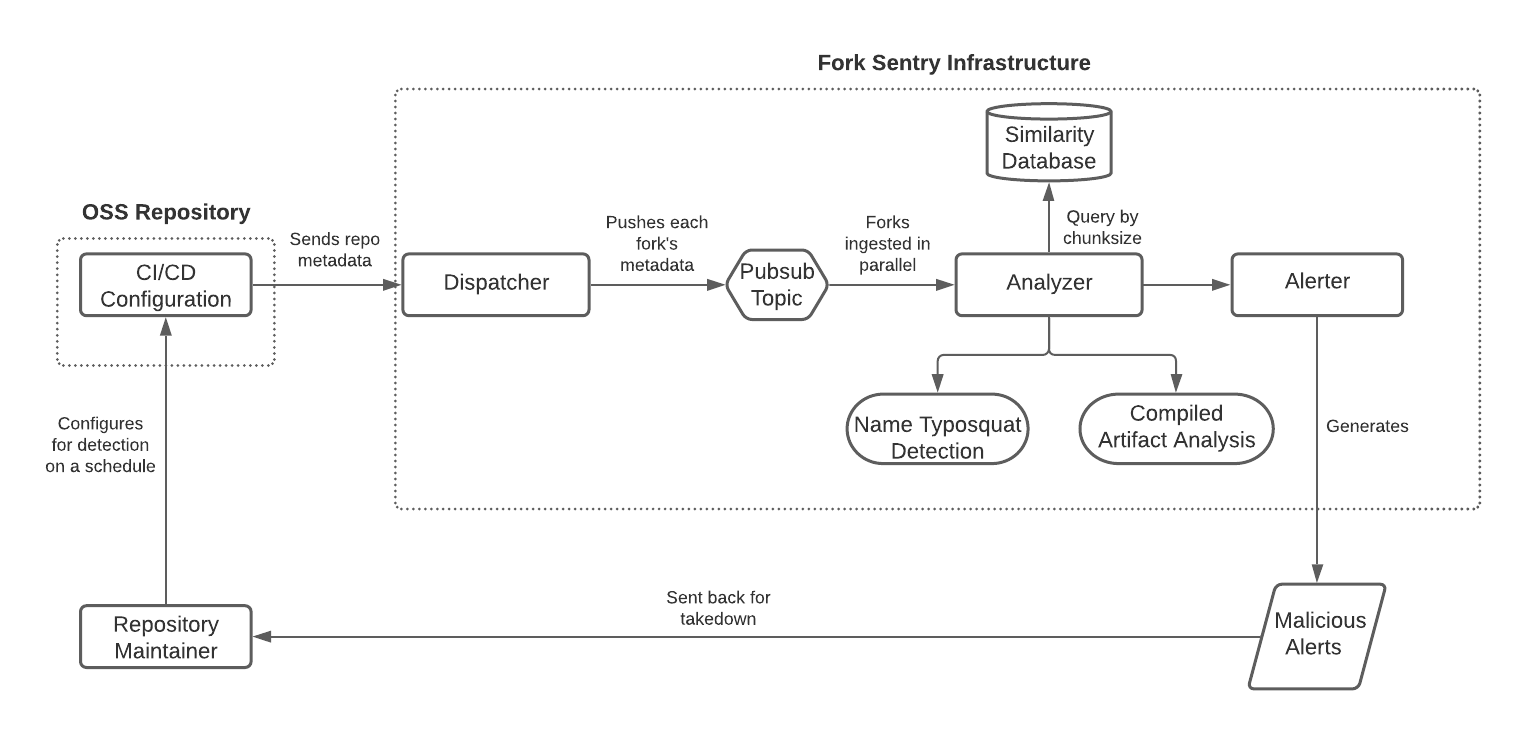 Fork Sentry Infrastructure
Similarity
Database
OSS Repository
CI/CD
Configuration
Sends repo
metadata
Dispatcher
Pushes each
fork's
metadata
Pubsub
Topic
Forks
ingested in
parallel
Query by
chunksize
Analyzer
Alerter
Name Typosquat
Detection
Compiled
Artifact Analysis
Configures
for detection
on a schedule
Generates
Repository
Maintainer
Sent back for
takedown
Malicious
Alerts